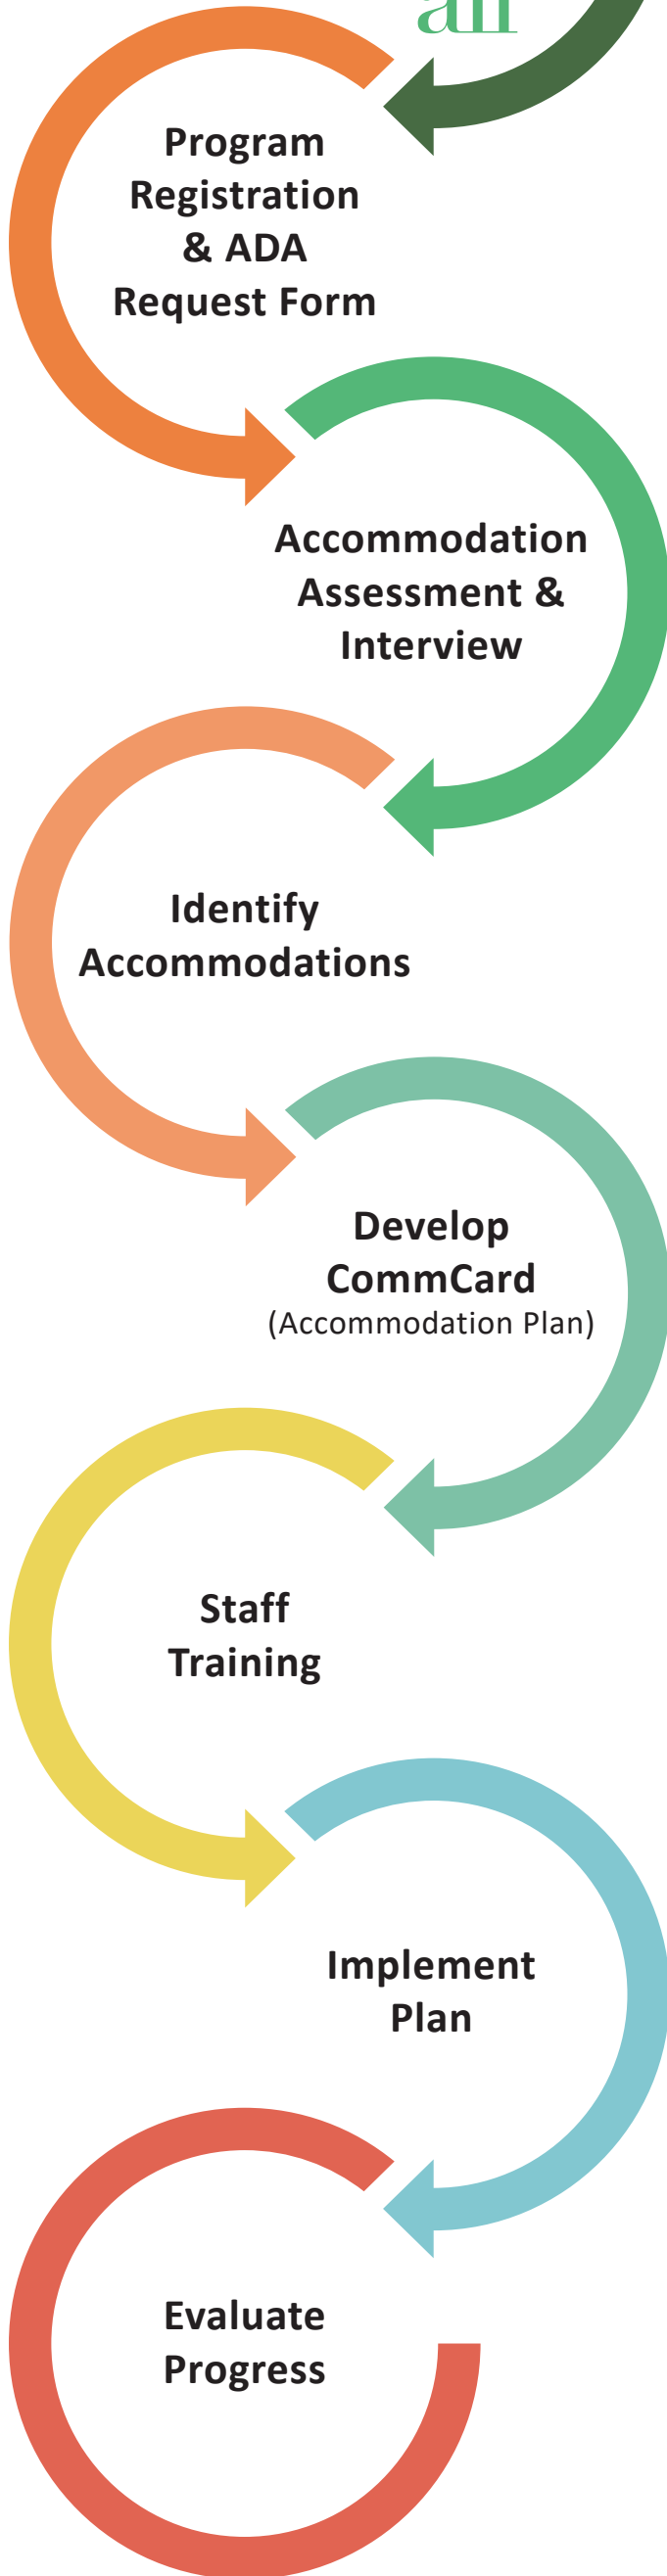 all
Program
Registration
& ADA
Request Form
Accommodation
Assessment &
Interview
Identify
Accommodations
Develop
CommCard
(Accommodation Plan)
Staff
Training
Implement
Plan
Evaluate
Progress